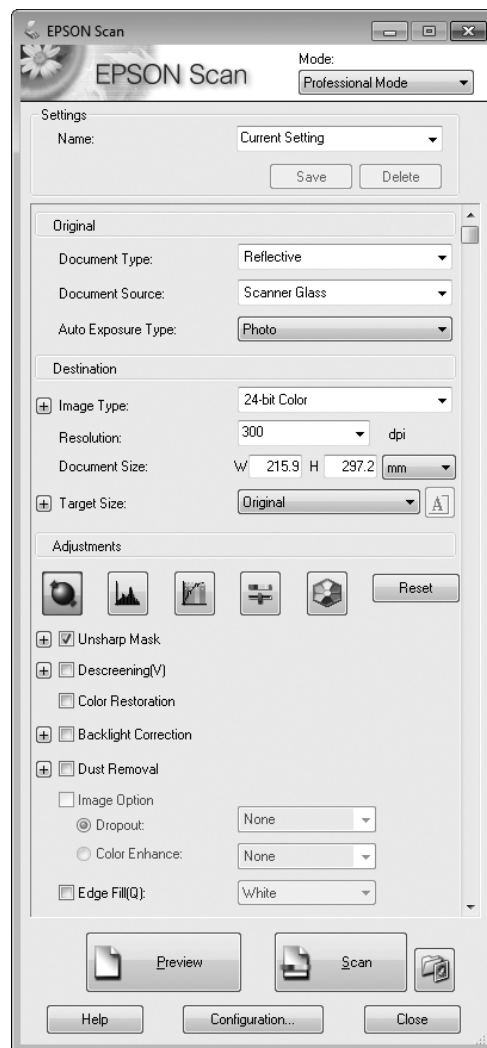 EPSON Scan
EPSON Scan
Mode:
Professional Mode
Settings
Name: Current Setting
Save Delete
Original
Document Type: Reflective
Document Source: Scanner Glass
Auto Exposure Type: Photo
Destination
Image Type: 24-bit Color
Resolution: 300 dpi
Document Size: W 215.9 H 297.2 mm
Target Size: Original A
Adjustments
Reset
Unsharp Mask
Descreening(V)
Color Restoration
Backlight Correction
Dust Removal
Image Option
Dropout: None
Color Enhance: None
Edge Fill(Q): White
Preview Scan
Help Configuration... Close